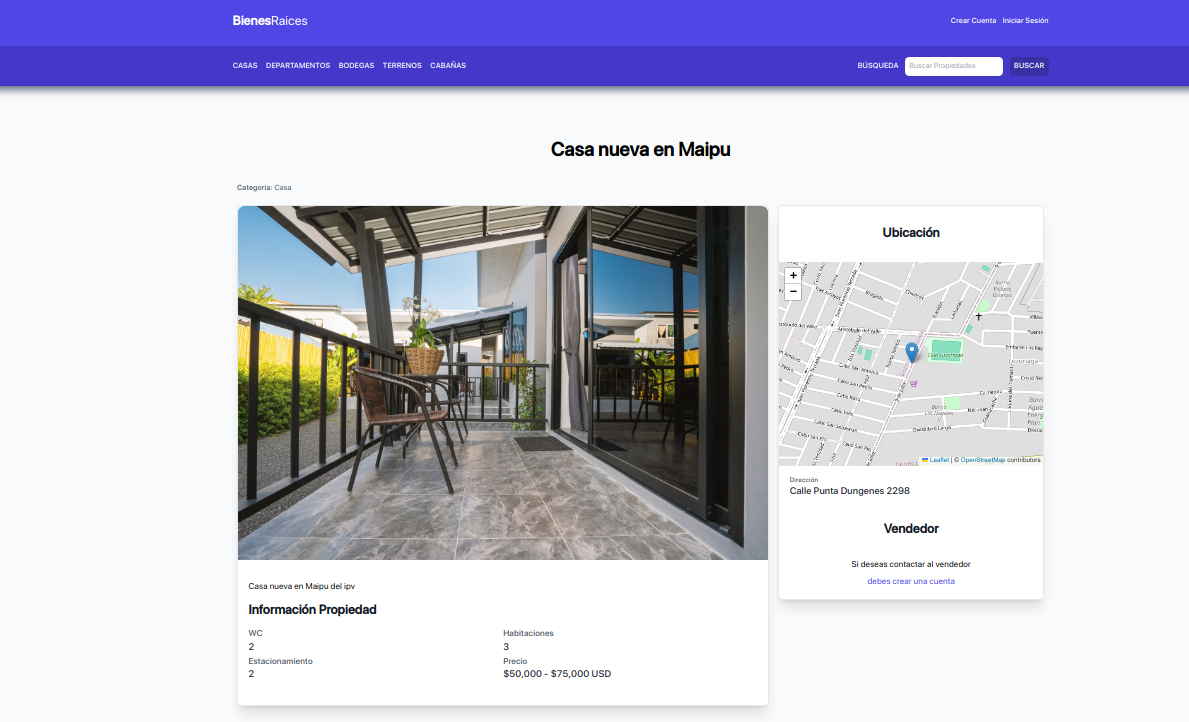 BienesRaices
Crear Cuenta Iniciar Sesión
CASAS DEPARTAMENTOS BODEGAS TERRENOS CABAÑAS
BÚSQUEDA Buscar Propiedades BUSCAR
Casa nueva en Maipu
Categoria: Casa
Ubicación
+
−
Aristóbulo del Valle
Leaflet | © OpenStreetMap contributors
Dirección
Calle Punta Dungenes 2298
Vendedor
Si deseas contactar al vendedor
debes crear una cuenta
Casa nueva en Maipu del ipv
Información Propiedad
WC
2
Habitaciones
3
Estacionamiento
2
Precio
$50,000 - $75,000 USD